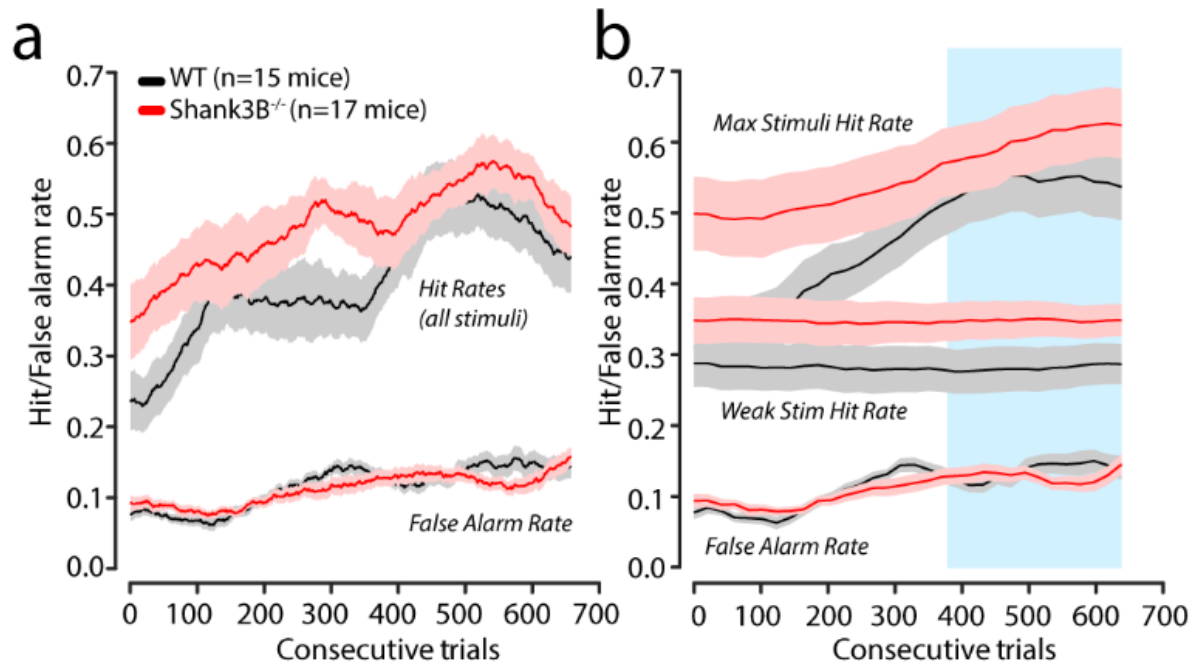 a
0.7
0.6
0.5
0.4
0.3
0.2
0.1
0.0
Hit/False alarm rate
WT (n=15 mice)
Shank3B-/- (n=17 mice)
Hit Rates
(all stimuli)
False Alarm Rate
0 100 200 300 400 500 600 700
Consecutive trials
b
0.7
0.6
0.5
0.4
0.3
0.2
0.1
0.0
Hit/False alarm rate
Max Stimuli Hit Rate
Weak Stim Hit Rate
False Alarm Rate
0 100 200 300 400 500 600 700
Consecutive trials